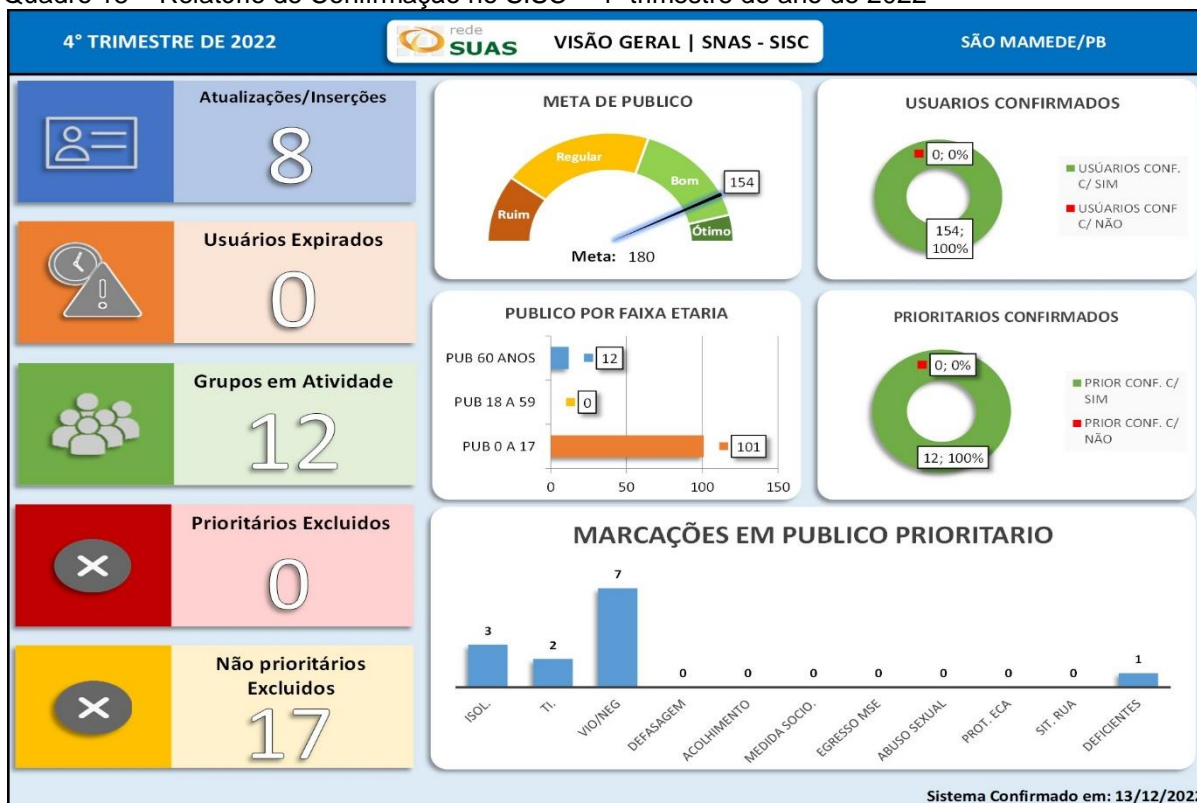 Quadro 18 – Relatório de Confirmação no SISC – 4º trimestre do ano de 2022
4° TRIMESTRE DE 2022
rede
SUAS
VISÃO GERAL | SNAS - SISC
SÃO MAMEDE/PB
Atualizações/Inserções
8
Usuários Expirados
0
Grupos em Atividade
12
Prioritários Excluidos
0
Não prioritários
Excluidos
17
META DE PUBLICO
Ruim
Regular
Bom
Ótimo
154
Meta: 180
USUARIOS CONFIRMADOS
0; 0%
154;
100%
USÚARIOS CONF.
C/ SIM
USÚARIOS CONF
C/ NÃO
PUBLICO POR FAIXA ETARIA
PUB 60 ANOS
12
PUB 18 A 59
0
PUB 0 A 17
101
0 50 100 150
PRIORITARIOS CONFIRMADOS
0; 0%
12; 100%
PRIOR CONF. C/
SIM
PRIOR CONF. C/
NÃO
MARCAÇÕES EM PUBLICO PRIORITARIO
3 2 7 0 0 0 0 0 0 0 1
ISOL. TI. VIO/NEG DEFASAGEM ACOLHIMENTO MEDIDA SOCIO. EGRESSO MSE ABUSO SEXUAL PROT. ECA SIT. RUA DEFICIENTES
Sistema Confirmado em: 13/12/2022